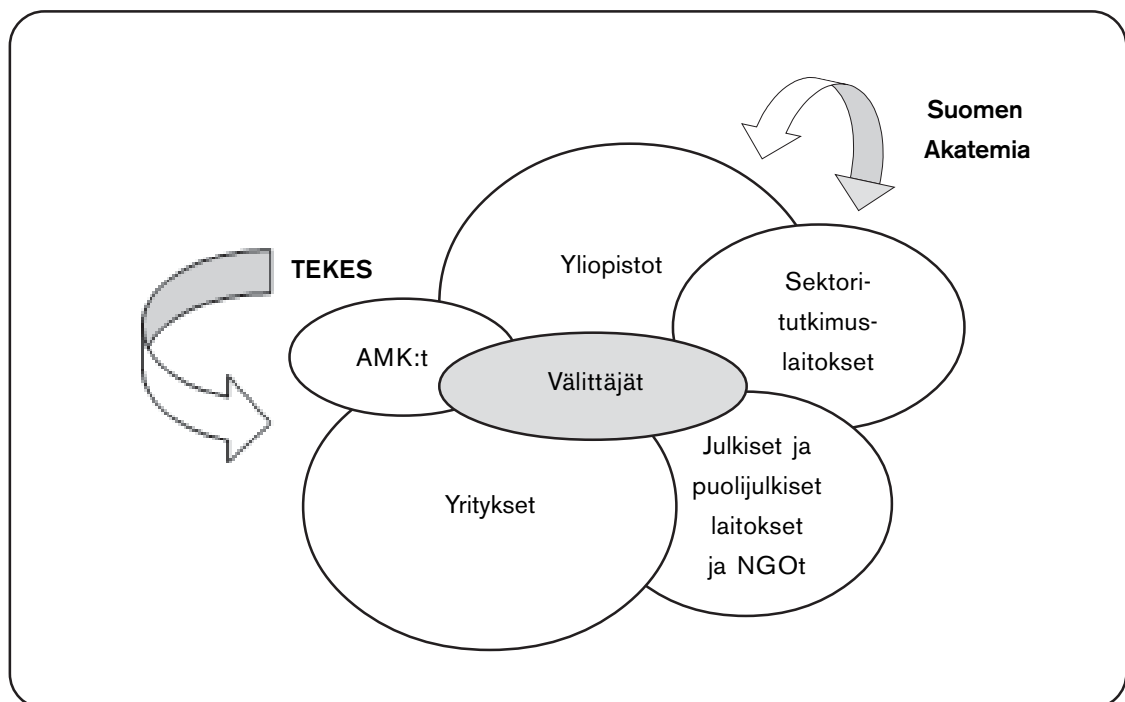 Suomen
Akatemia
Yliopistot
TEKES
Sektori-
tutkimus-
laitokset
AMK:t
Välittäjät
Julkiset ja
puolijulkiset
laitokset
ja NGOt
Yritykset